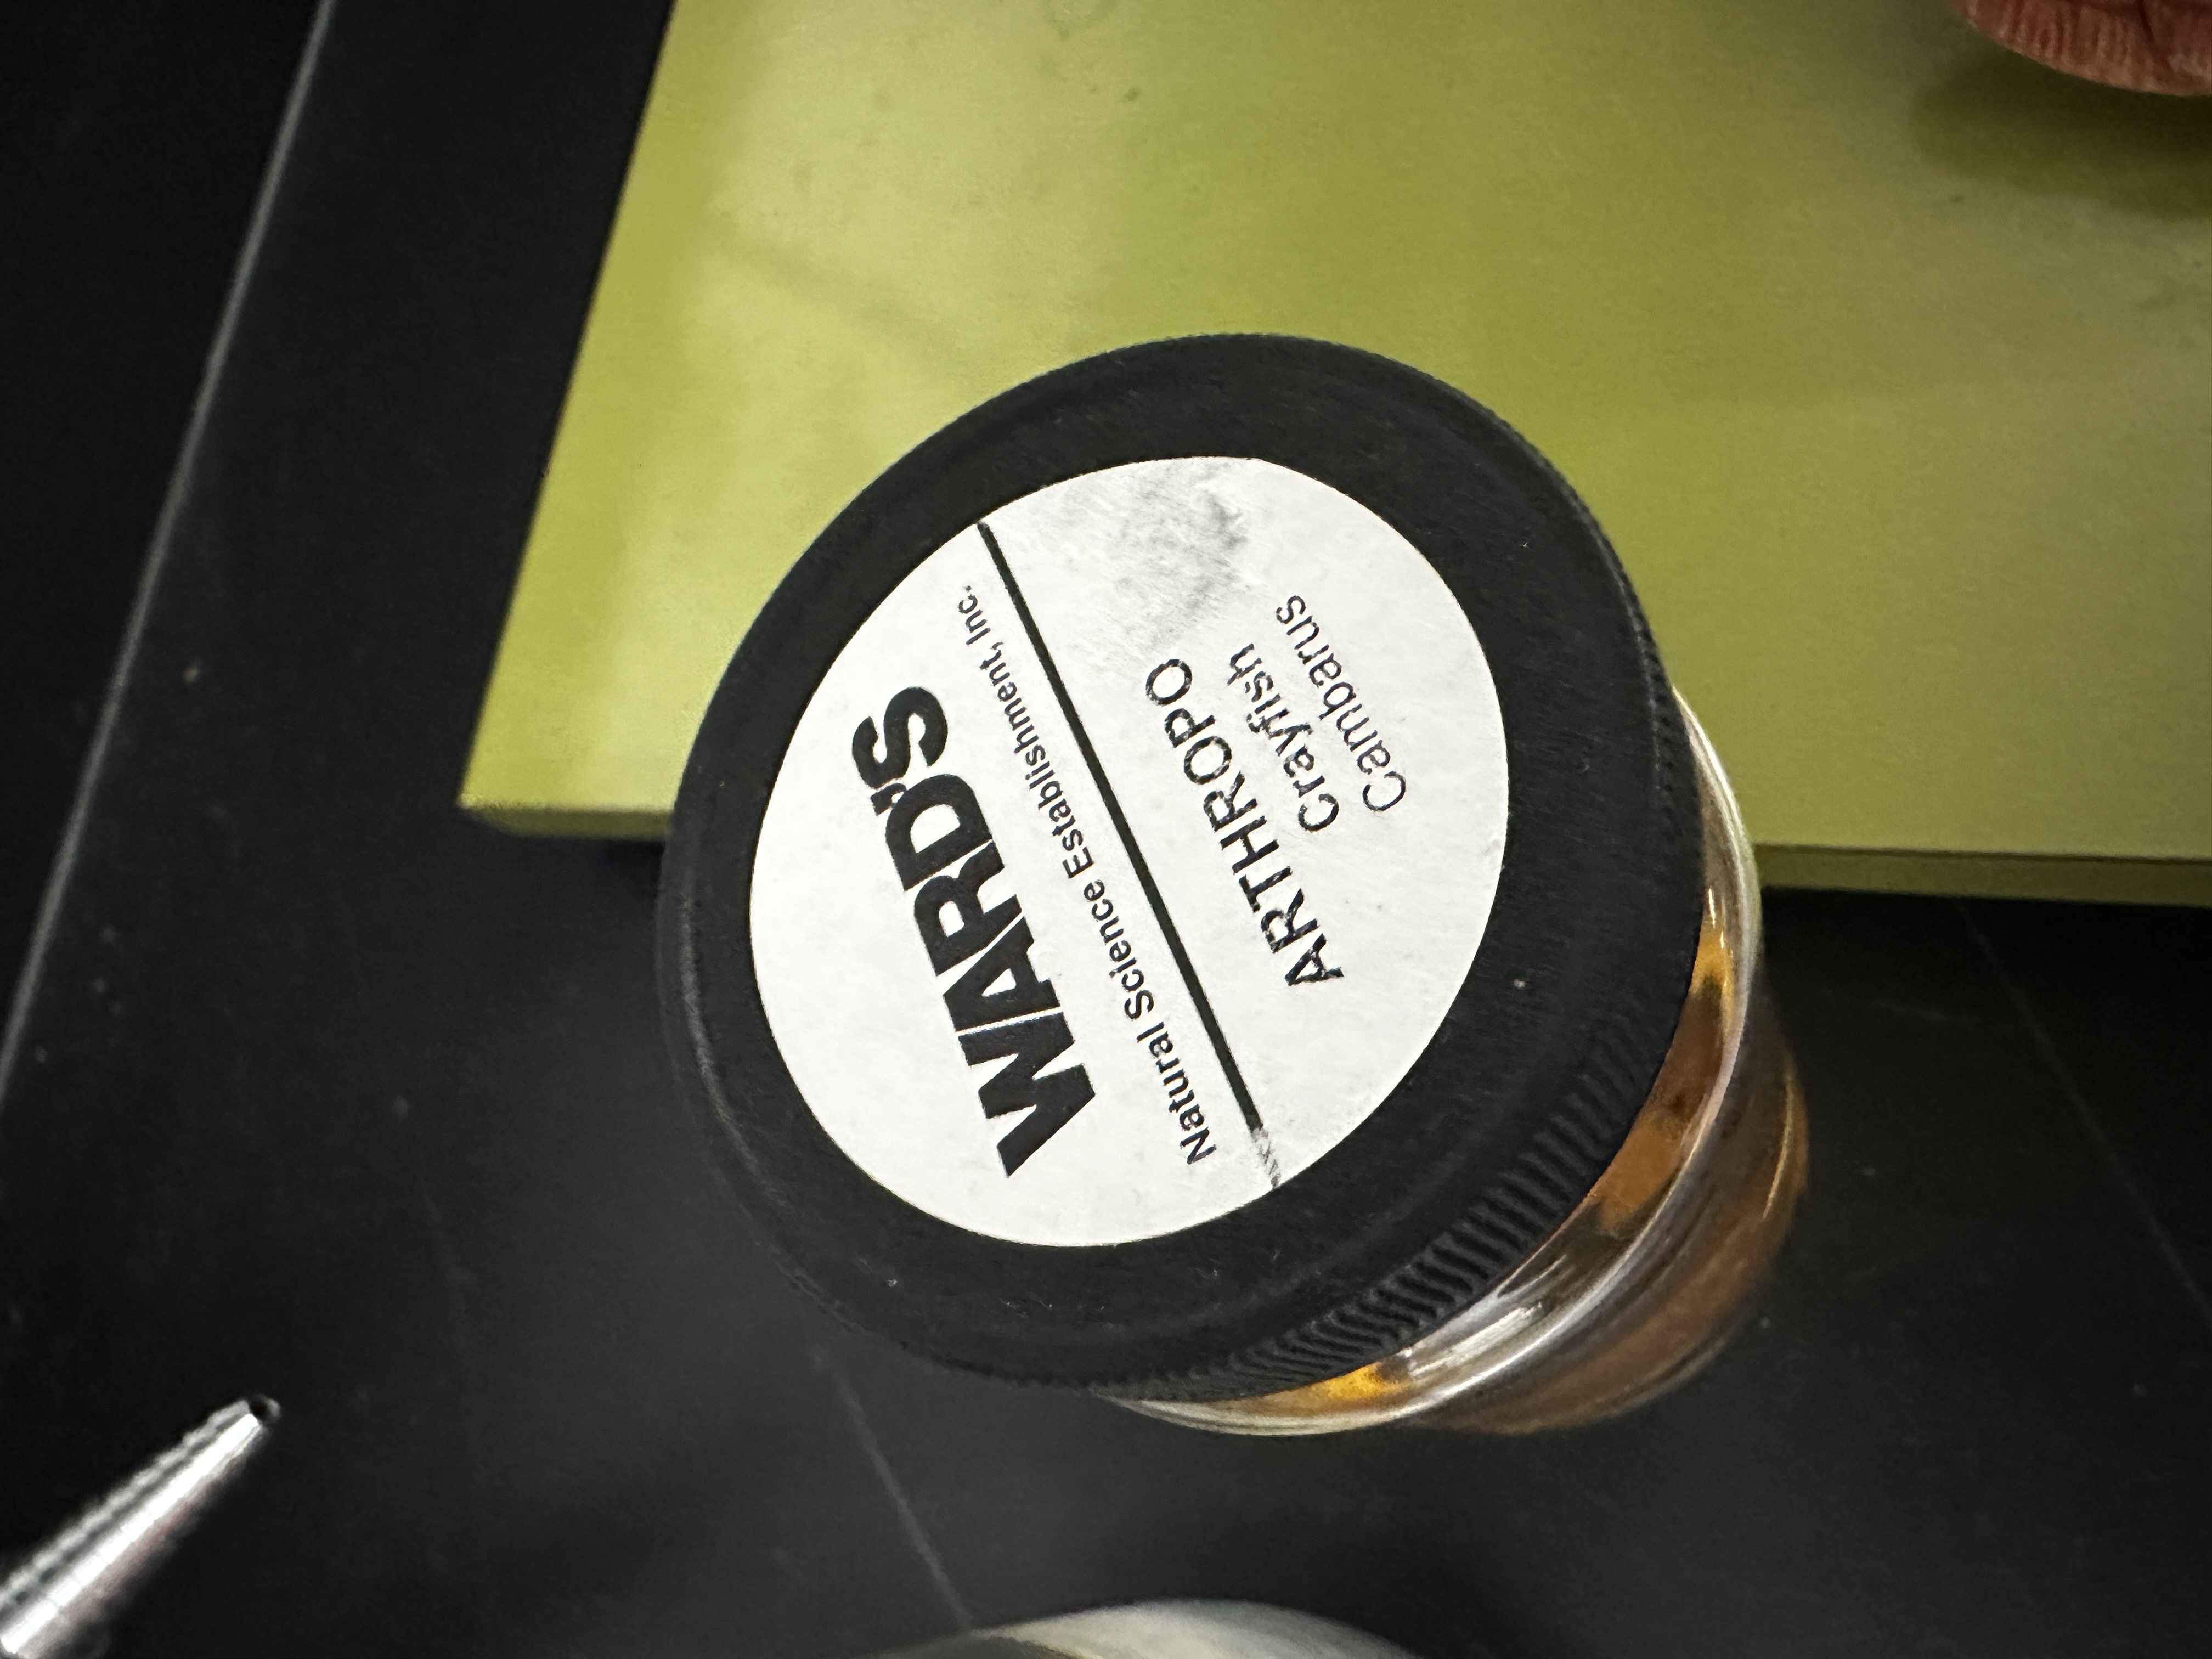 WARD'S
Natural Science Establishment, Inc.
ARTHROPO
Crayfish
Cambarus